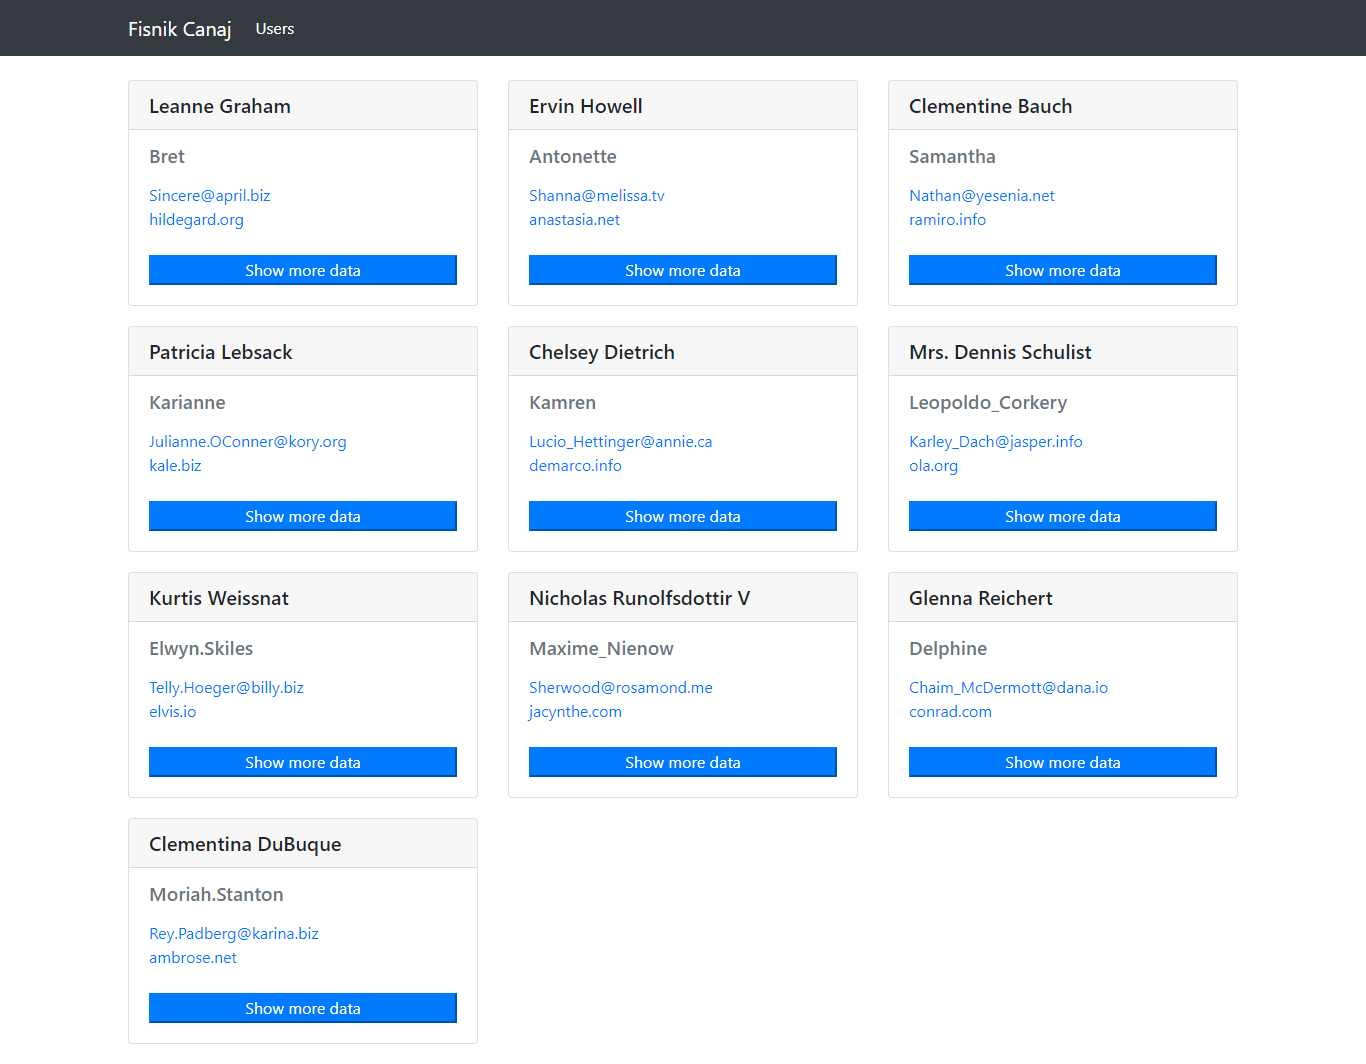 Fisnik Canaj Users
Leanne Graham
Bret
Sincere@april.biz
hildegard.org
Show more data
Ervin Howell
Antonette
Shanna@melissa.tv
anastasia.net
Show more data
Clementine Bauch
Samantha
Nathan@yesenia.net
ramiro.info
Show more data
Patricia Lebsack
Karianne
Julianne.OConner@kory.org
kale.biz
Show more data
Chelsey Dietrich
Kamren
Lucio_Hettinger@annie.ca
demarco.info
Show more data
Mrs. Dennis Schulist
Leopoldo_Corkery
Karley_Dach@jasper.info
ola.org
Show more data
Kurtis Weissnat
Elwyn.Skiles
Telly.Hoeger@billy.biz
elvis.io
Show more data
Nicholas Runolfsdottir V
Maxime_Nienow
Sherwood@rosamond.me
jacynthe.com
Show more data
Glenna Reichert
Delphine
Chaim_McDermott@dana.io
conrad.com
Show more data
Clementina DuBuque
Moriah.Stanton
Rey.Padberg@karina.biz
ambrose.net
Show more data